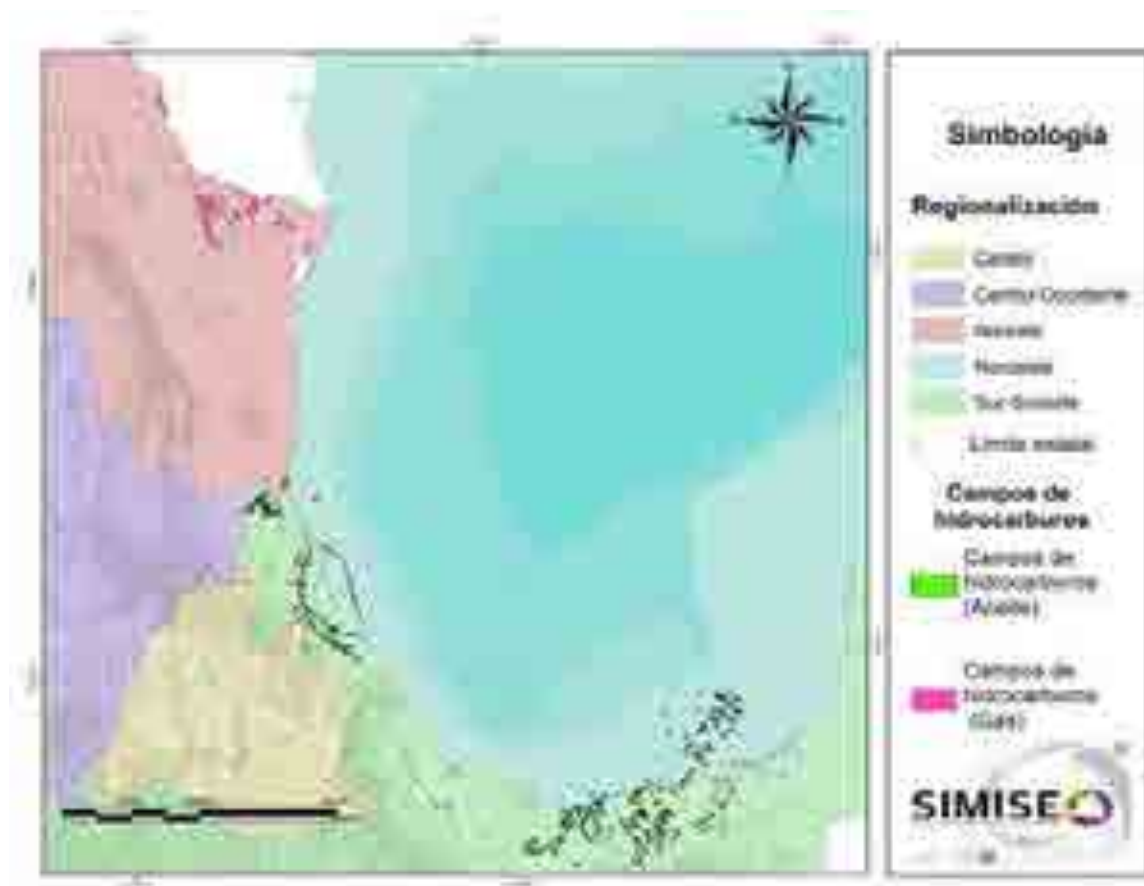 Simbología
Regionalización
Centro
Centro Occidente
Noreste
Noroeste
Sur-Sureste
Límite estatal
Campos de
hidrocarburos
Campos de
hidrocarburos
(Aceite)
Campos de
hidrocarburos
(Gas)
SIMISE